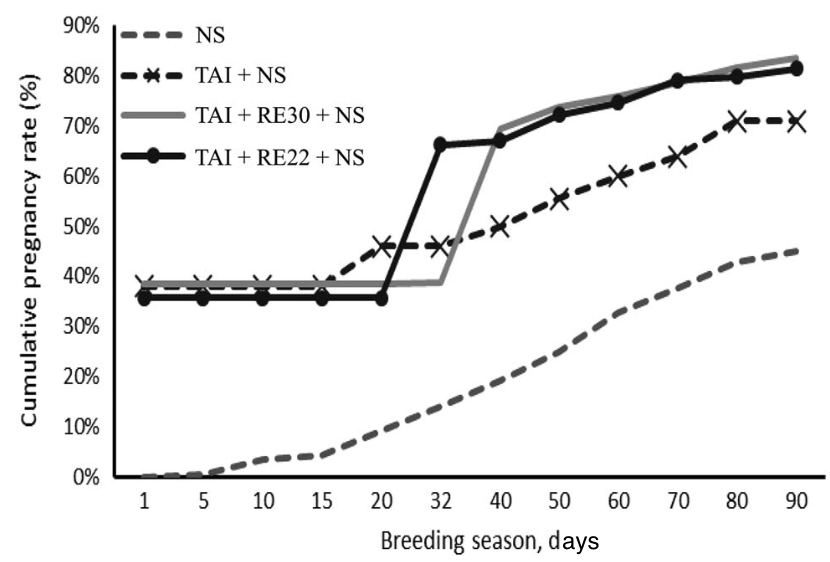 Cumulative pregnancy rate (%)
90%
80%
70%
60%
50%
40%
30%
20%
10%
0%
NS
TAI + NS
TAI + RE30 + NS
TAI + RE22 + NS
1 5 10 15 20 32 40 50 60 70 80 90
Breeding season, days